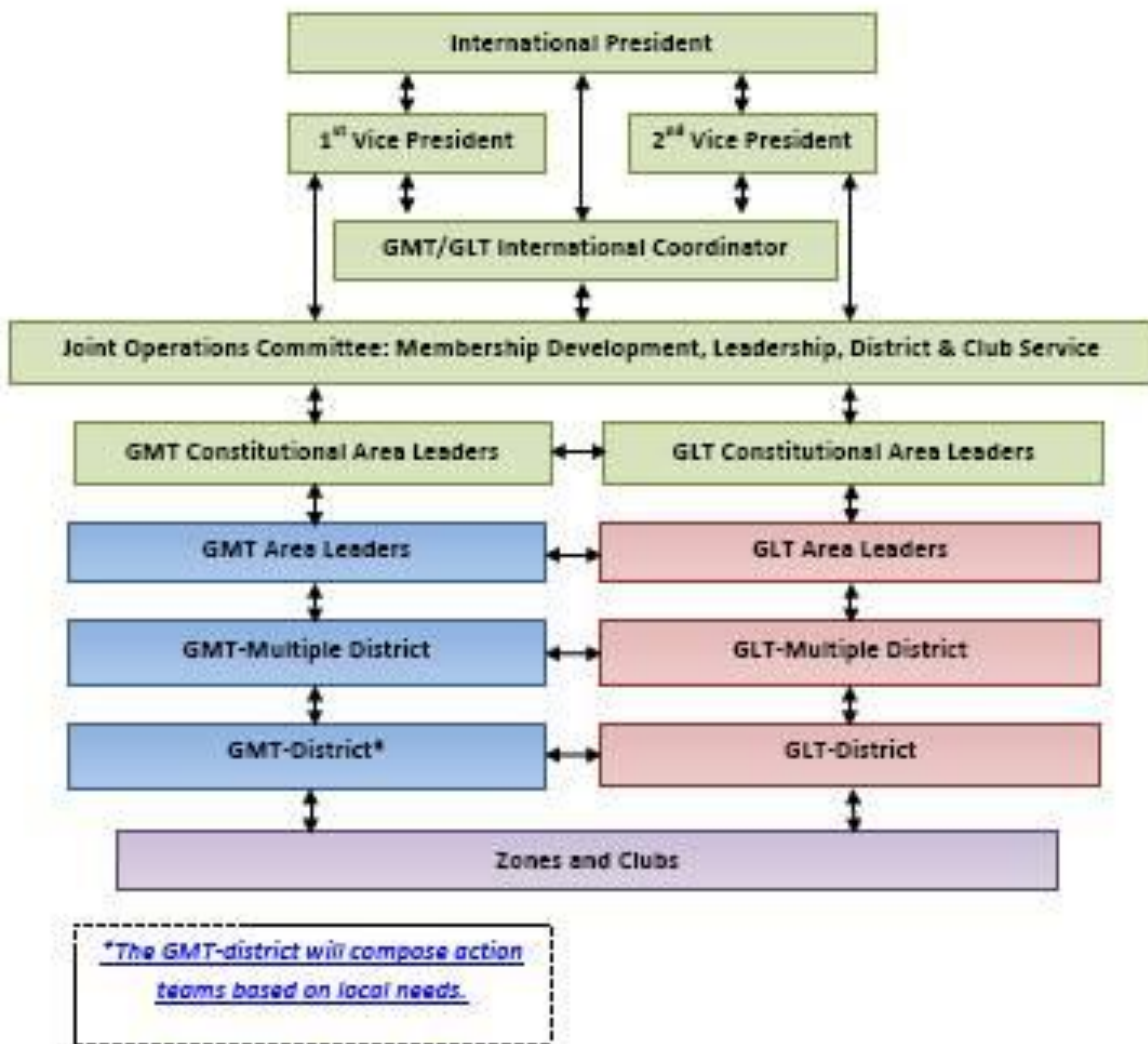 International President
1st Vice President
2nd Vice President
GMT/GLT International Coordinator
Joint Operations Committee: Membership Development, Leadership, District & Club Service
GMT Constitutional Area Leaders
GLT Constitutional Area Leaders
GMT Area Leaders
GLT Area Leaders
GMT-Multiple District
GLT-Multiple District
GMT-District*
GLT-District
Zones and Clubs
*The GMT-district will compose action
teams based on local needs.